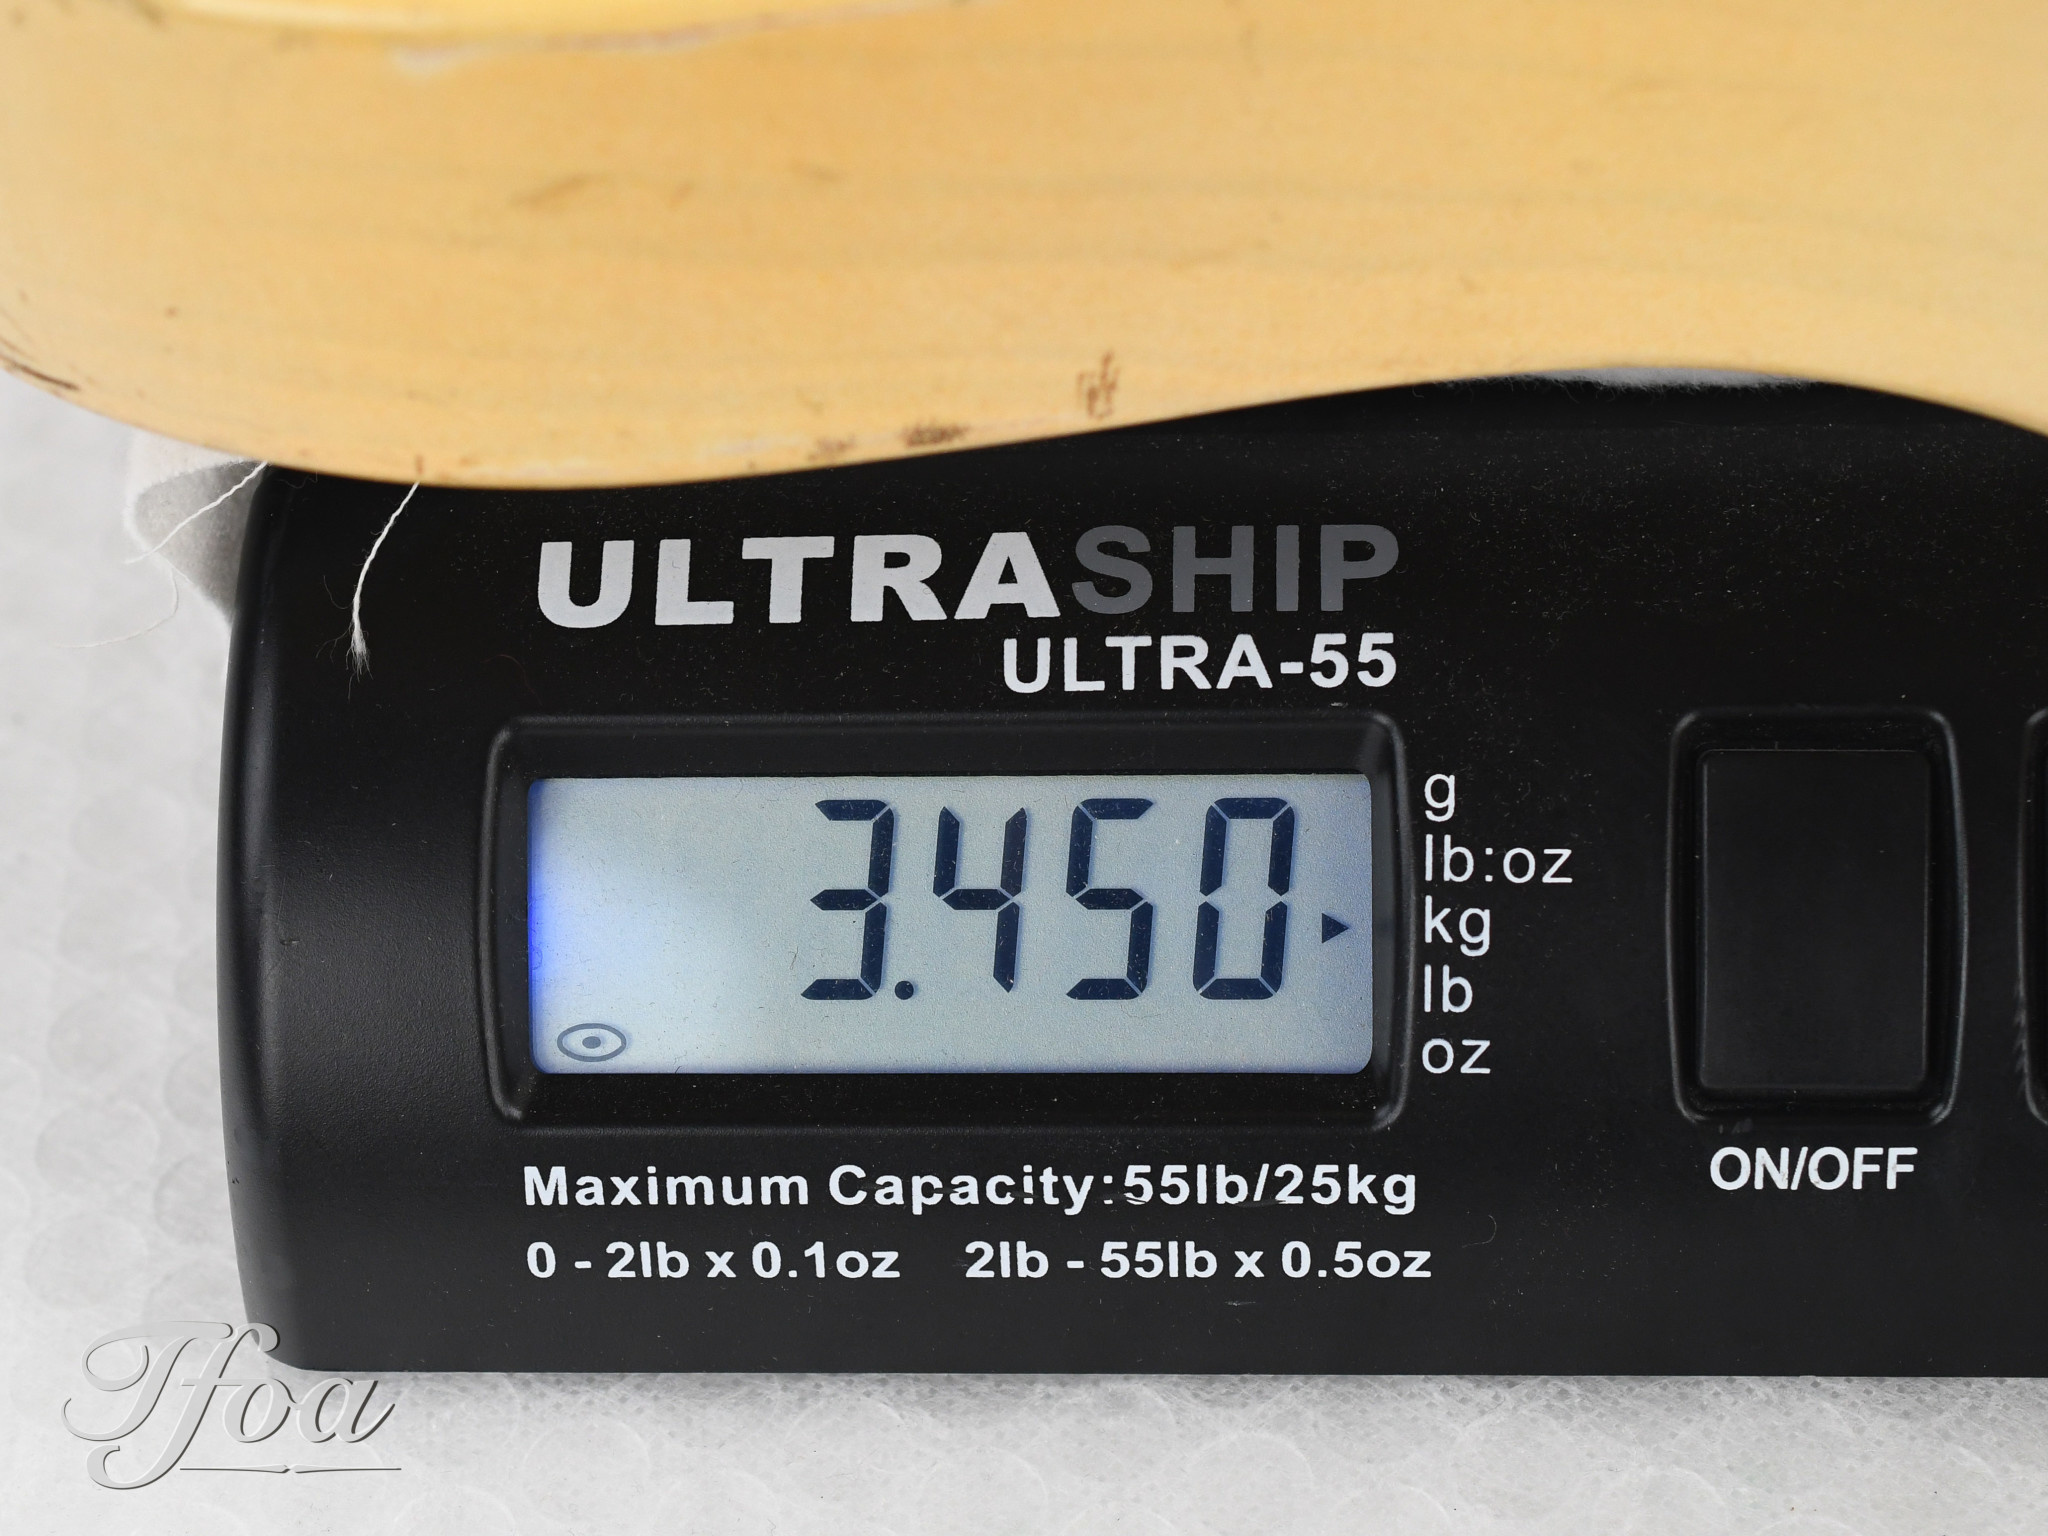 ULTRASHIP
ULTRA-55
3.450
g
lb:oz
kg
lb
oz
ON/OFF
Maximum Capacity:55lb/25kg
0 - 2lb x 0.1oz 2lb - 55lb x 0.5oz
Tfoa